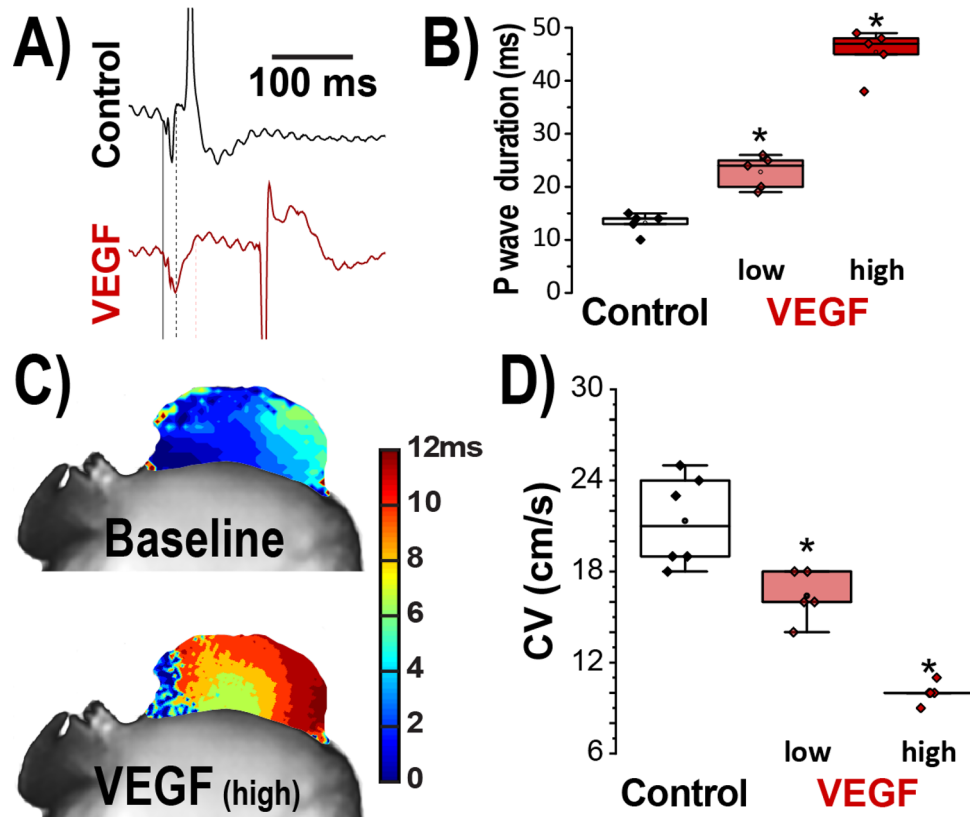 A)
100 ms
Control
VEGF
B)
P wave duration (ms)
50
40
30
20
10
0
*
*
low
high
Control
VEGF
C)
Baseline
VEGF (high)
12ms
10
8
6
4
2
0
D)
CV (cm/s)
30
24
18
12
6
*
*
low
high
Control
VEGF